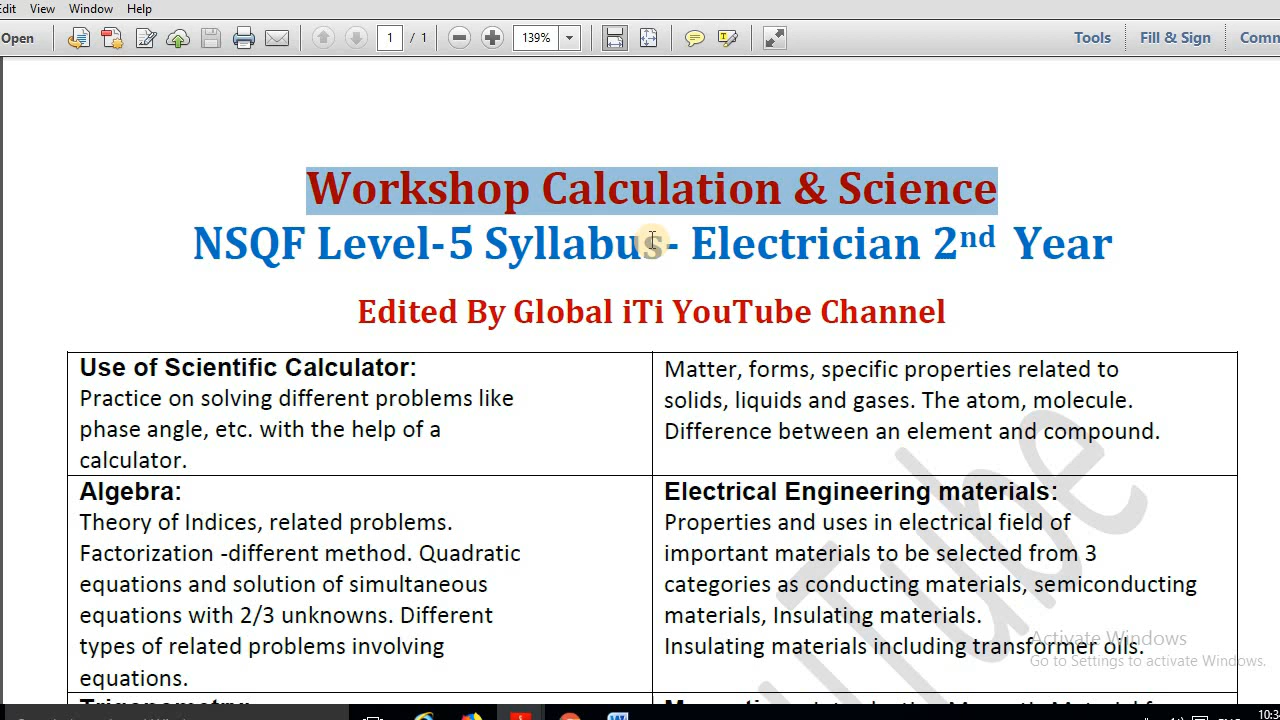 Edit View Window Help
Open 1 / 1 139% Tools Fill & Sign Comm
Workshop Calculation & Science
NSQF Level-5 Syllabus- Electrician 2nd Year
Edited By Global iTi YouTube Channel
Use of Scientific Calculator:
Practice on solving different problems like
phase angle, etc. with the help of a
calculator.
Matter, forms, specific properties related to
solids, liquids and gases. The atom, molecule.
Difference between an element and compound.
Algebra:
Theory of Indices, related problems.
Factorization -different method. Quadratic
equations and solution of simultaneous
equations with 2/3 unknowns. Different
types of related problems involving
equations.
Electrical Engineering materials:
Properties and uses in electrical field of
important materials to be selected from 3
categories as conducting materials, semiconducting
materials, Insulating materials.
Insulating materials including transformer oils.
Tube
Activate Windows
Go to Settings to activate Windows.
Trigonometry:
10:3